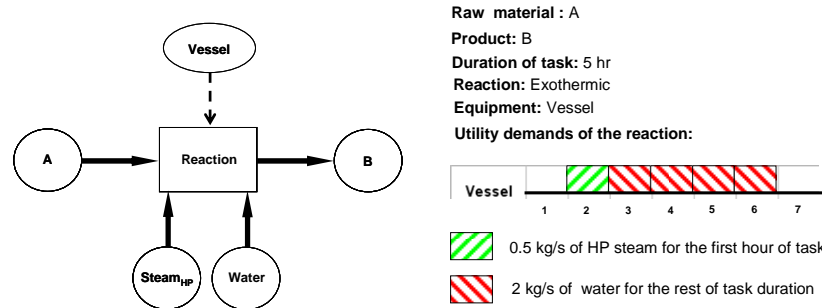 Vessel
A
Reaction
B
Steam HP
Water
Raw material : A
Product: B
Duration of task: 5 hr
Reaction: Exothermic
Equipment: Vessel
Utility demands of the reaction:
Vessel
1 2 3 4 5 6 7
0.5 kg/s of HP steam for the first hour of task
2 kg/s of water for the rest of task duration